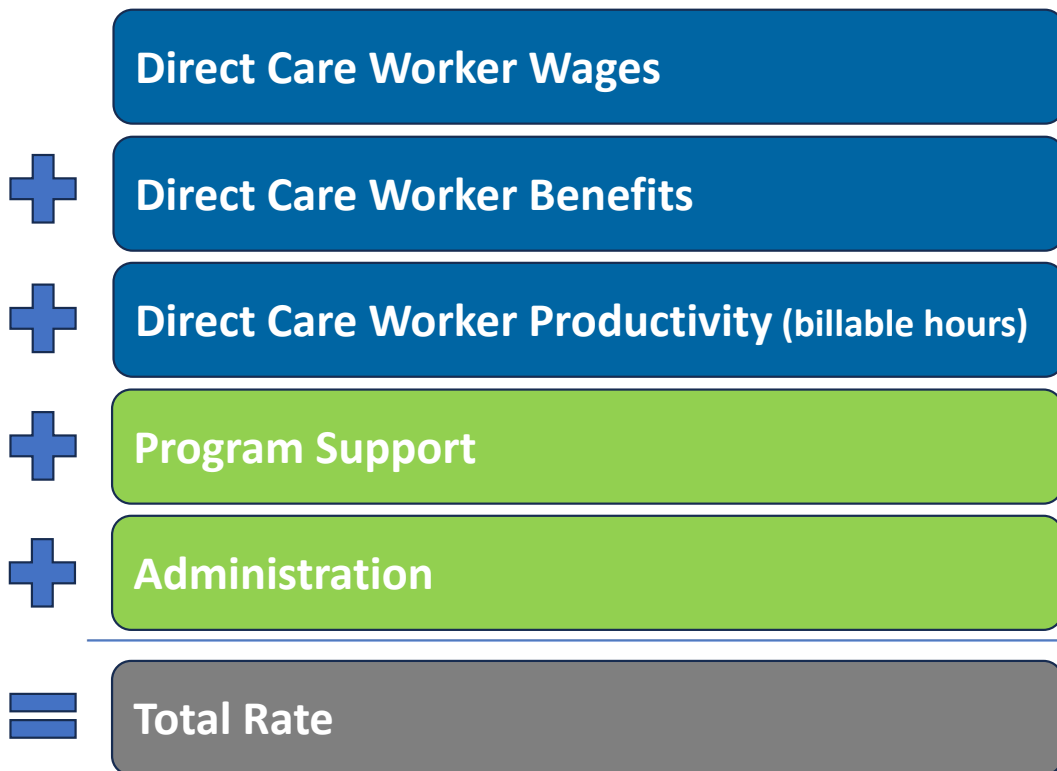 Direct Care Worker Wages
Direct Care Worker Benefits
Direct Care Worker Productivity (billable hours)
Program Support
Administration
Total Rate